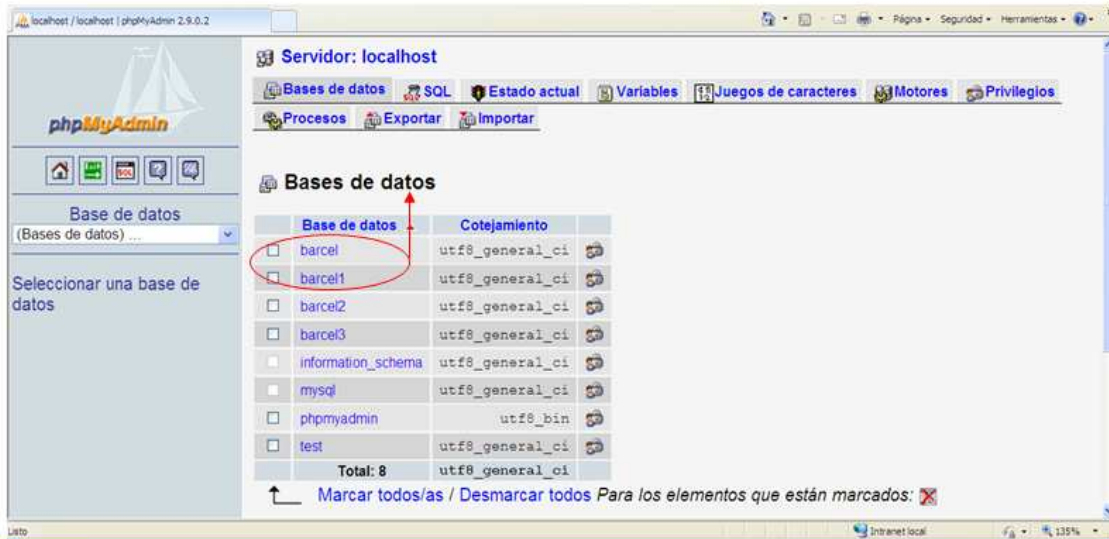 localhost / localhost | phpMyAdmin 2.9.0.2
Página
Seguridad
Herramientas
phpMyAdmin
Base de datos
(Bases de datos) ...
Seleccionar una base de
datos
Servidor: localhost
Bases de datos SQL Estado actual Variables Juegos de caracteres Motores Privilegios
Procesos Exportar Importar
Bases de datos
Base de datos Cotejamiento
barcel utf8_general_ci
barcel1 utf8_general_ci
barcel2 utf8_general_ci
barcel3 utf8_general_ci
information_schema utf8_general_ci
mysql utf8_general_ci
phpmyadmin utf8_bin
test utf8_general_ci
Total: 8 utf8_general_ci
Marcar todos/as / Desmarcar todos Para los elementos que están marcados:
Listo
Intranet local
135%